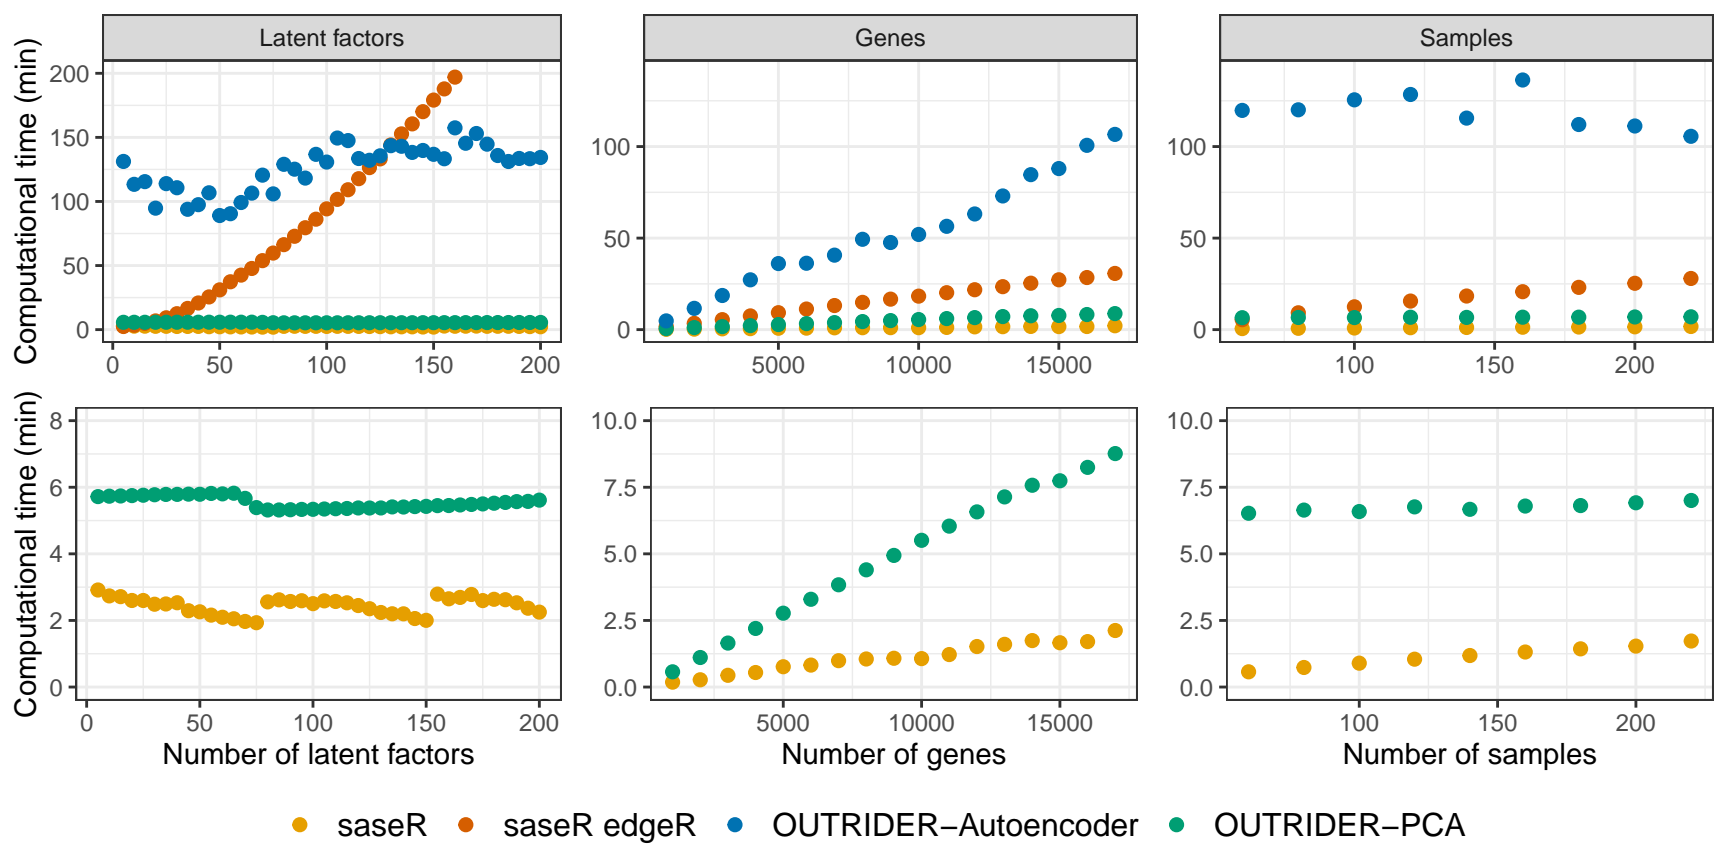 Latent factors Genes Samples
Computational time (min)
200
150
100
50
0
0 50 100 150 200
100
50
0
5000 10000 15000
100
50
0
100 150 200
Computational time (min)
8
6
4
2
0
0 50 100 150 200
Number of latent factors
10.0
7.5
5.0
2.5
0.0
5000 10000 15000
Number of genes
10.0
7.5
5.0
2.5
0.0
100 150 200
Number of samples
saseR saseR edgeR OUTRIDER−Autoencoder OUTRIDER−PCA